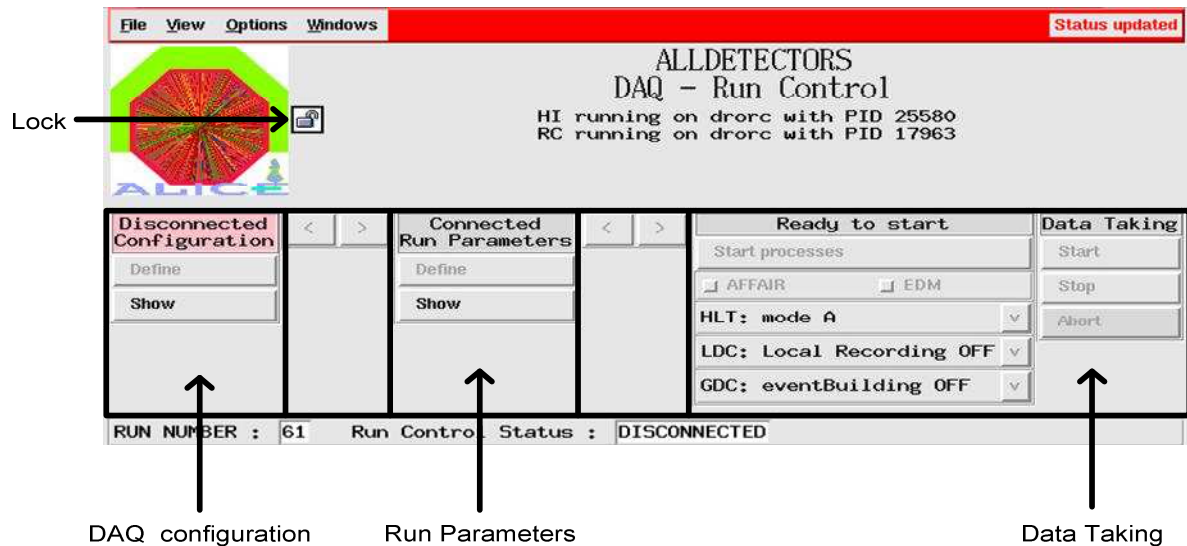 File View Options Windows
Status updated
ALLDETECTORS
DAQ - Run Control
HI running on drorc with PID 25580
RC running on drorc with PID 17963
Lock
ALICE
Disconnected
Configuration
Define
Show
< >
Connected
Run Parameters
Define
Show
< >
Ready to start
Start processes
AFFAIR EDM
HLT: mode A v
LDC: Local Recording OFF v
GDC: eventBuilding OFF v
Data Taking
Start
Stop
Abort
RUN NUMBER : 61 Run Control Status : DISCONNECTED
DAQ configuration
Run Parameters
Data Taking